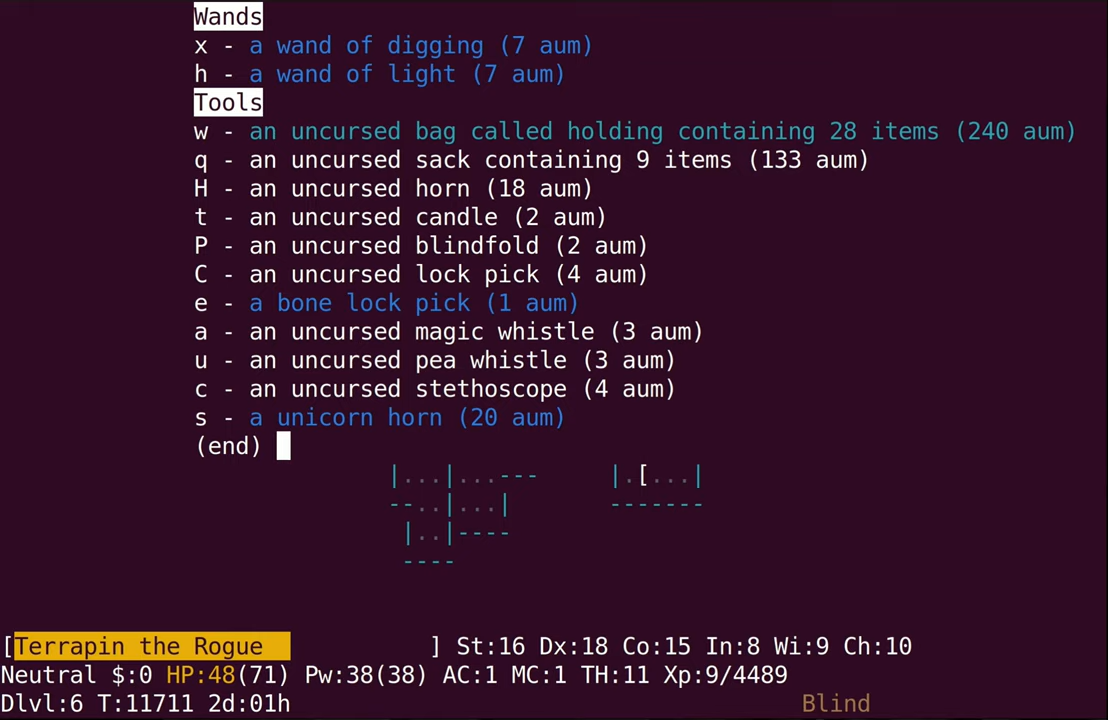 Wands
x - a wand of digging (7 aum)
h - a wand of light (7 aum)
Tools
w - an uncursed bag called holding containing 28 items (240 aum)
q - an uncursed sack containing 9 items (133 aum)
H - an uncursed horn (18 aum)
t - an uncursed candle (2 aum)
P - an uncursed blindfold (2 aum)
C - an uncursed lock pick (4 aum)
e - a bone lock pick (1 aum)
a - an uncursed magic whistle (3 aum)
u - an uncursed pea whistle (3 aum)
c - an uncursed stethoscope (4 aum)
s - a unicorn horn (20 aum)
(end)
|...|...--- |.[...|
--..|...| -------
|..|----
----
[Terrapin the Rogue ] St:16 Dx:18 Co:15 In:8 Wi:9 Ch:10
Neutral $:0 HP:48(71) Pw:38(38) AC:1 MC:1 TH:11 Xp:9/4489
Dlvl:6 T:11711 2d:01h Blind